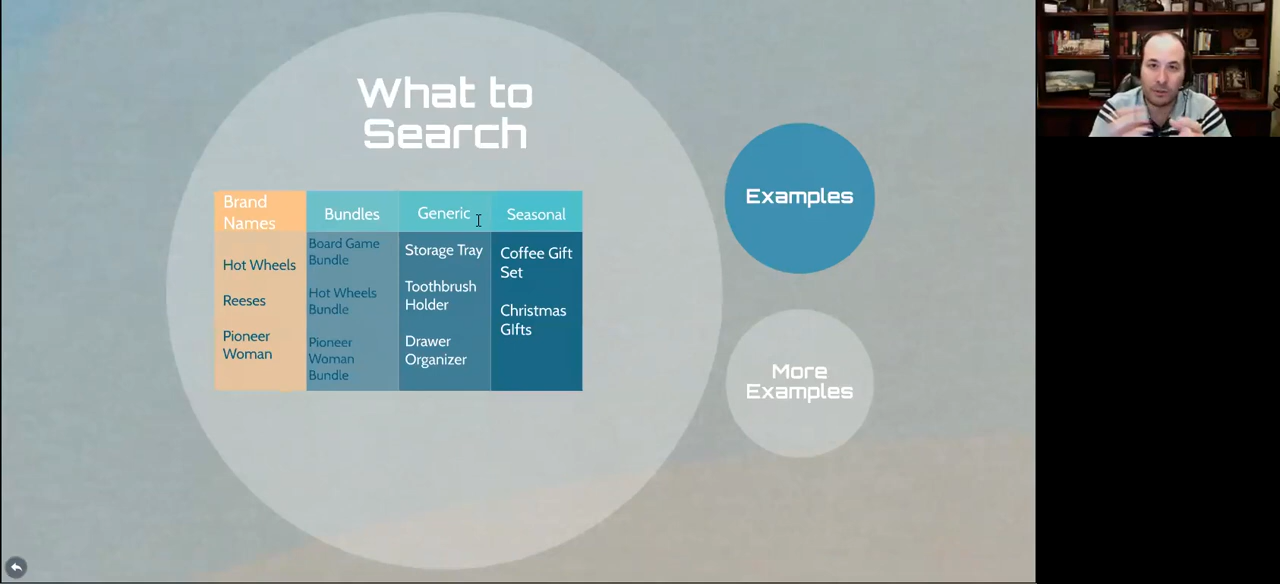 What to
Search
Brand
Names
Bundles
Generic
Seasonal
Hot Wheels
Reeses
Pioneer
Woman
Board Game
Bundle
Hot Wheels
Bundle
Pioneer
Woman
Bundle
Storage Tray
Toothbrush
Holder
Drawer
Organizer
Coffee Gift
Set
Christmas
GIfts
Examples
More
Examples